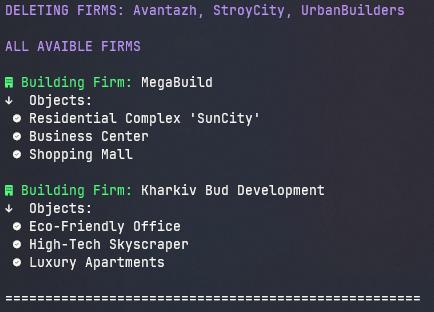 DELETING FIRMS: Avantazh, StroyCity, UrbanBuilders
ALL AVAIBLE FIRMS
Building Firm: MegaBuild
↓ Objects:
Residential Complex 'SunCity'
Business Center
Shopping Mall
Building Firm: Kharkiv Bud Development
↓ Objects:
Eco-Friendly Office
High-Tech Skyscraper
Luxury Apartments
====================================================